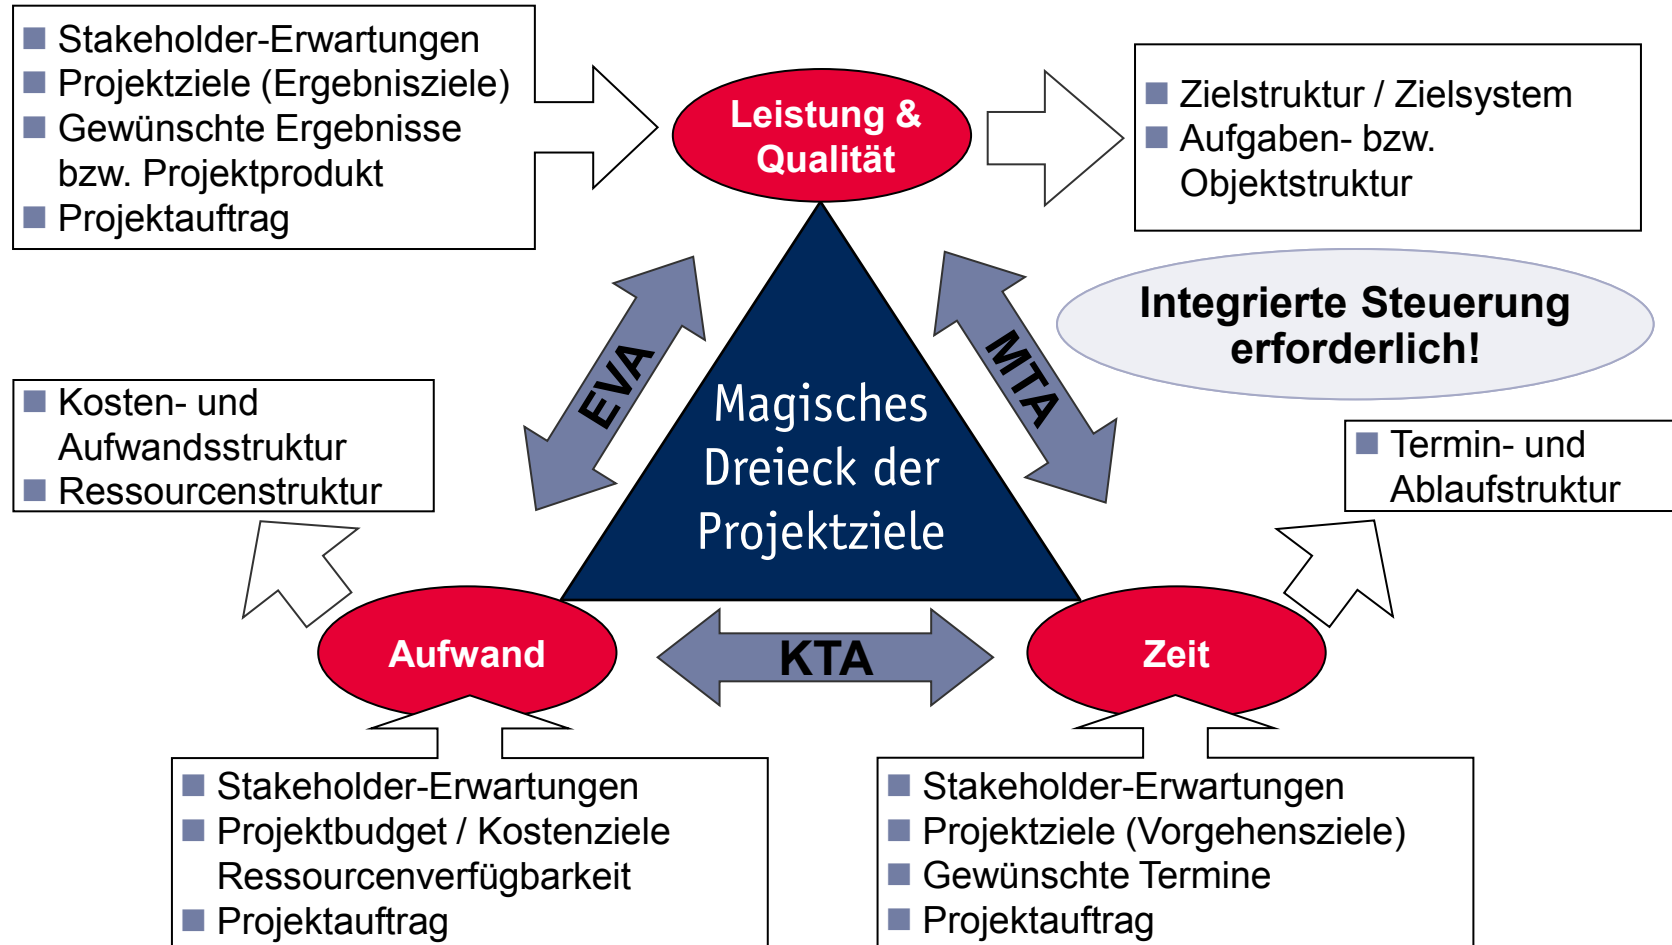 Stakeholder-Erwartungen
Projektziele (Ergebnisziele)
Gewünschte Ergebnisse
bzw. Projektprodukt
Projektauftrag
Leistung &
Qualität
Zielstruktur / Zielsystem
Aufgaben- bzw.
Objektstruktur
Integrierte Steuerung
erforderlich!
EVA
MTA
Magisches
Dreieck der
Projektziele
Kosten- und
Aufwandsstruktur
Ressourcenstruktur
Termin- und
Ablaufstruktur
Aufwand
KTA
Zeit
Stakeholder-Erwartungen
Projektbudget / Kostenziele
Ressourcenverfügbarkeit
Projektauftrag
Stakeholder-Erwartungen
Projektziele (Vorgehensziele)
Gewünschte Termine
Projektauftrag